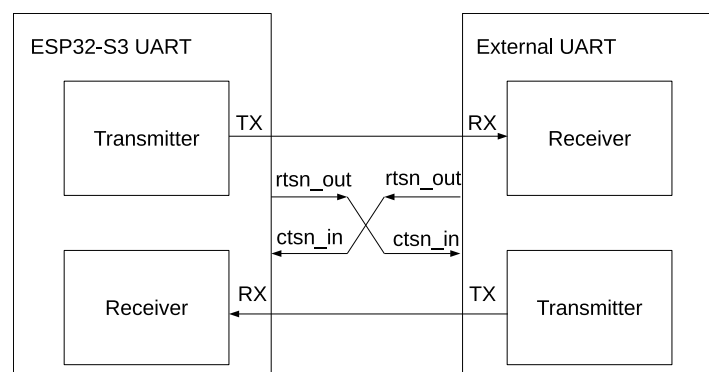 ESP32-S3 UART
External UART
Transmitter
TX
RX
Receiver
rtsn_out
rtsn_out
ctsn_in
ctsn_in
Receiver
RX
TX
Transmitter